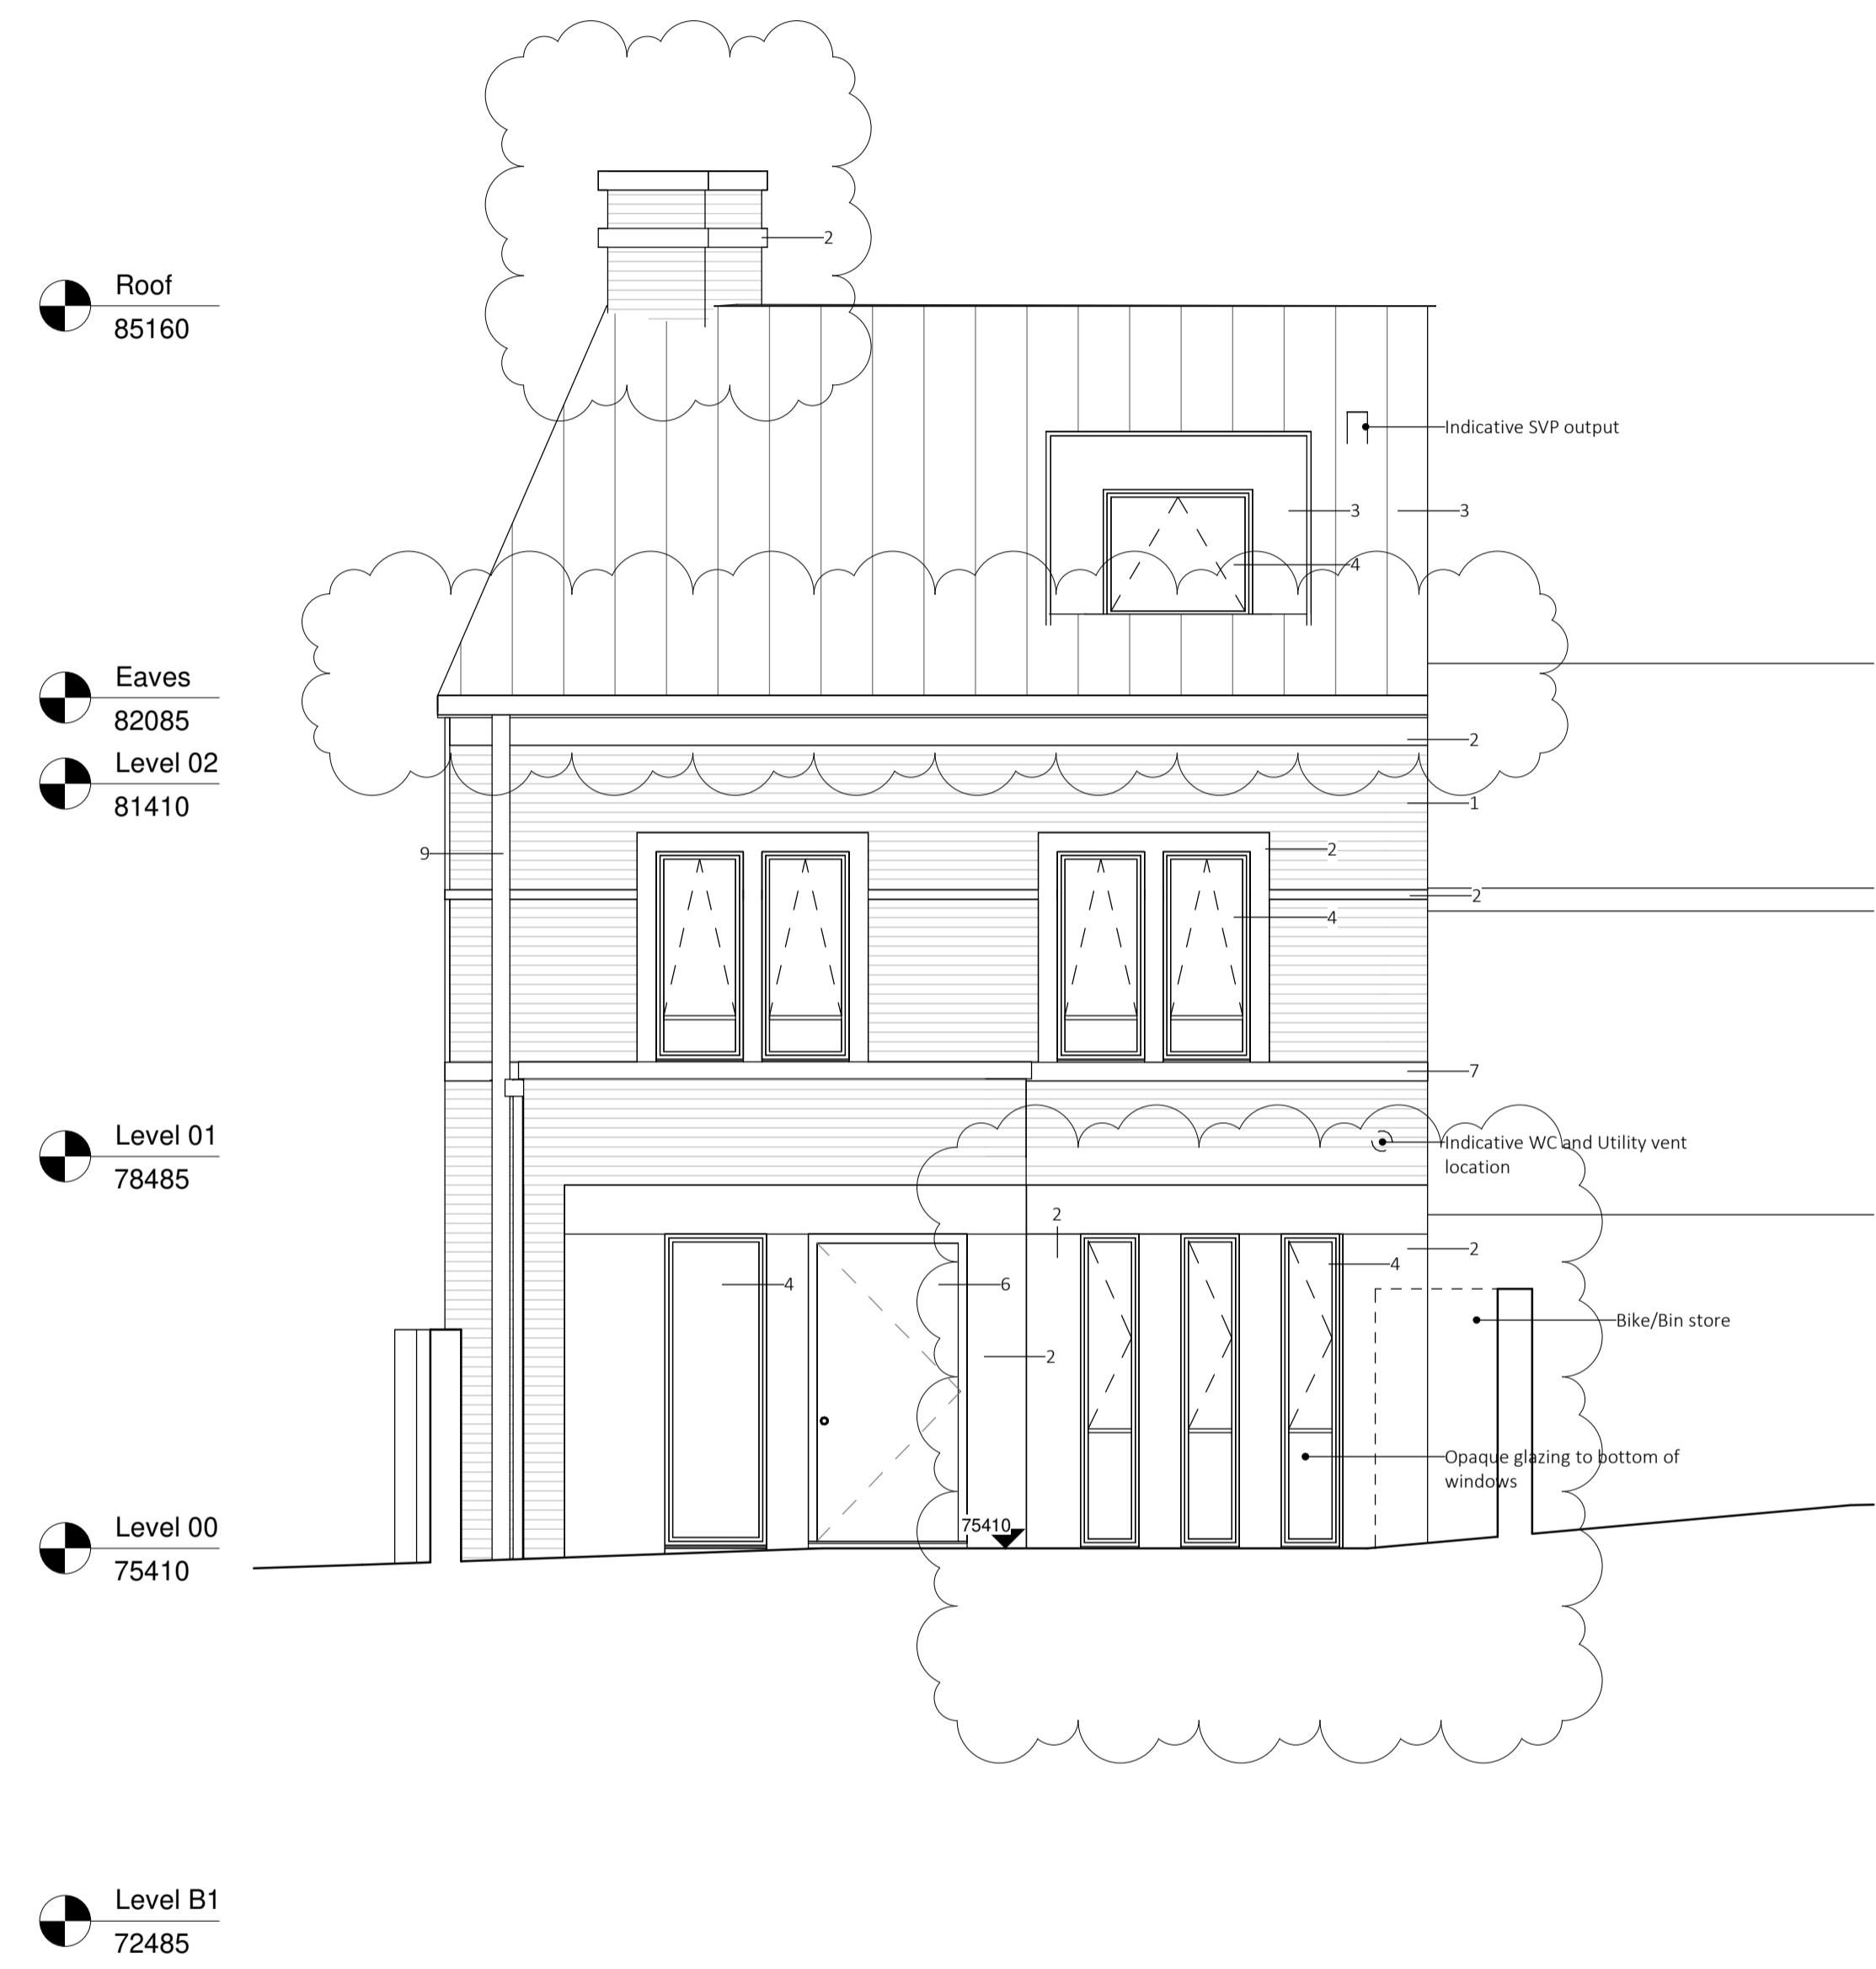 2
Roof
85160
Indicative SVP output
3
3
4
Eaves
82085
2
Level 02
81410
1
2
9
2
4
7
Level 01
78485
Indicative WC and Utility vent
location
2
2
4
4
6
Bike/Bin store
2
Opaque glazing to bottom of
windows
75410
Level 00
75410
Level B1
72485